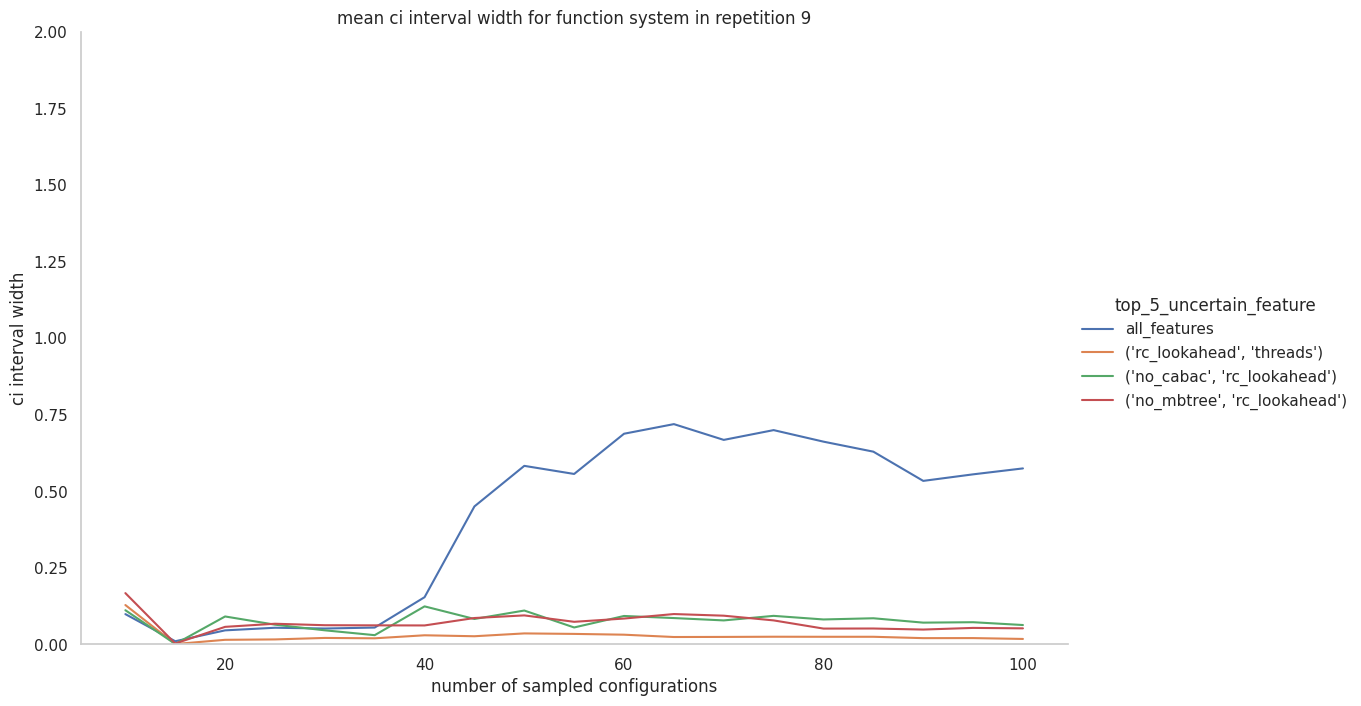 mean ci interval width for function system in repetition 9
2.00
1.75
1.50
1.25
1.00
0.75
0.50
0.25
0.00
ci interval width
20
40
60
80
100
number of sampled configurations
top_5_uncertain_feature
all_features
('rc_lookahead', 'threads')
('no_cabac', 'rc_lookahead')
('no_mbtree', 'rc_lookahead')